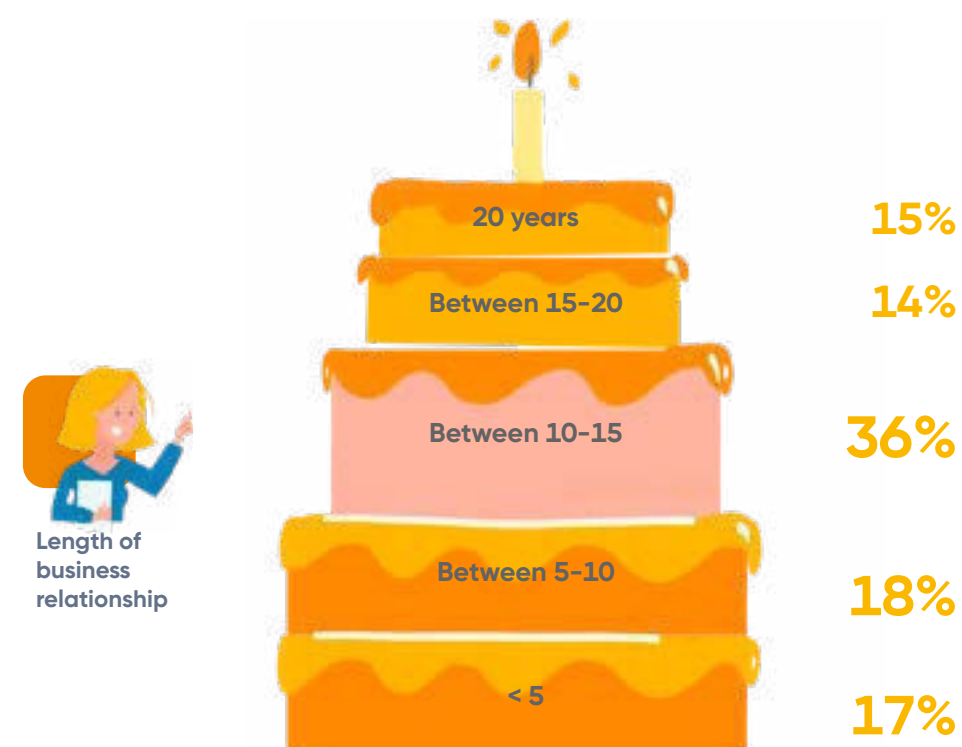 20 years
15%
Between 15-20
14%
Between 10-15
36%
Length of
business
relationship
Between 5-10
18%
< 5
17%